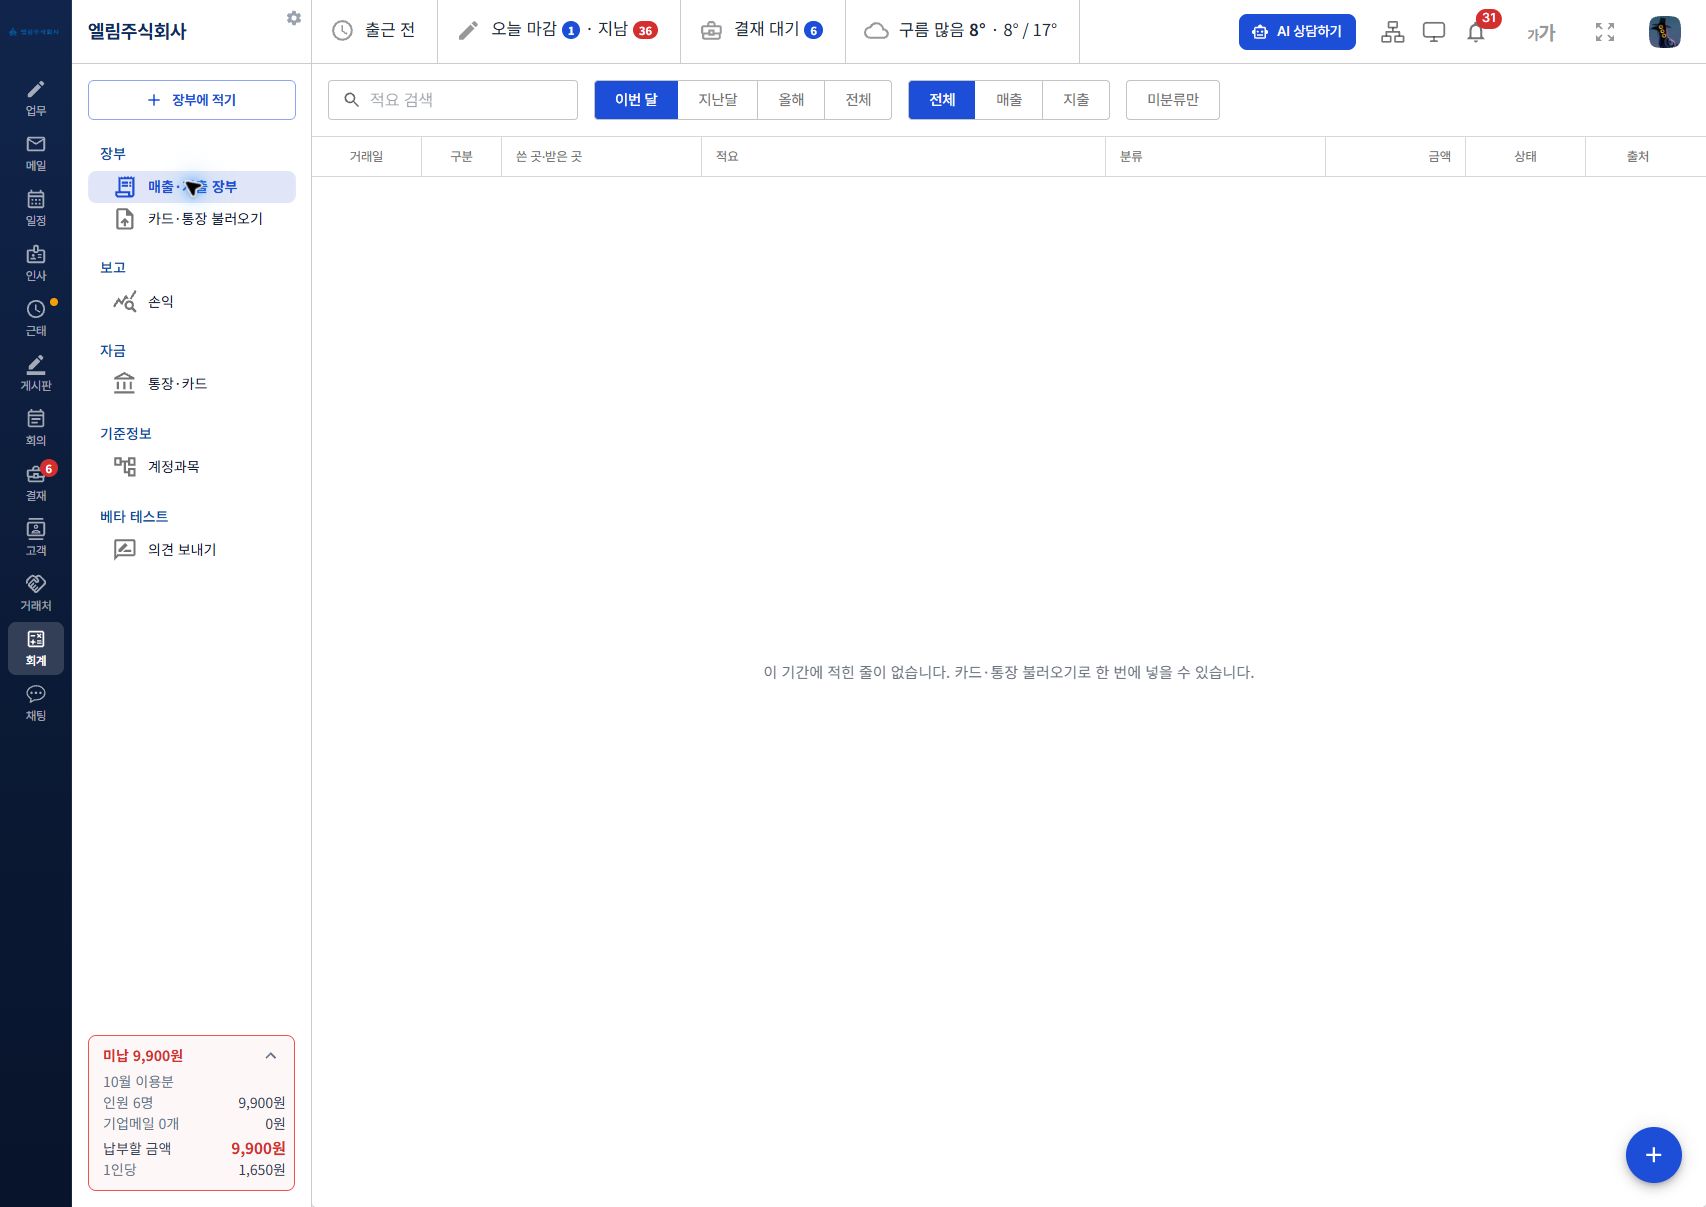 엘림주식회사
엘림주식회사
출근 전
오늘 마감 1 · 지남 36
결재 대기 6
구름 많음 8° · 8° / 17°
AI 상담하기
31
가가
업무
메일
일정
인사
근태
게시판
회의
6
결재
고객
거래처
회계
채팅
+ 장부에 적기
장부
매출· 장부
카드·통장 불러오기
보고
손익
자금
통장·카드
기준정보
계정과목
베타 테스트
의견 보내기
미납 9,900원
10월 이용분
인원 6명 9,900원
기업메일 0개 0원
납부할 금액 9,900원
1인당 1,650원
적요 검색
이번 달 지난달 올해 전체
전체 매출 지출
미분류만
거래일 구분 쓴 곳·받은 곳 적요 분류 금액 상태 출처
이 기간에 적힌 줄이 없습니다. 카드·통장 불러오기로 한 번에 넣을 수 있습니다.
+